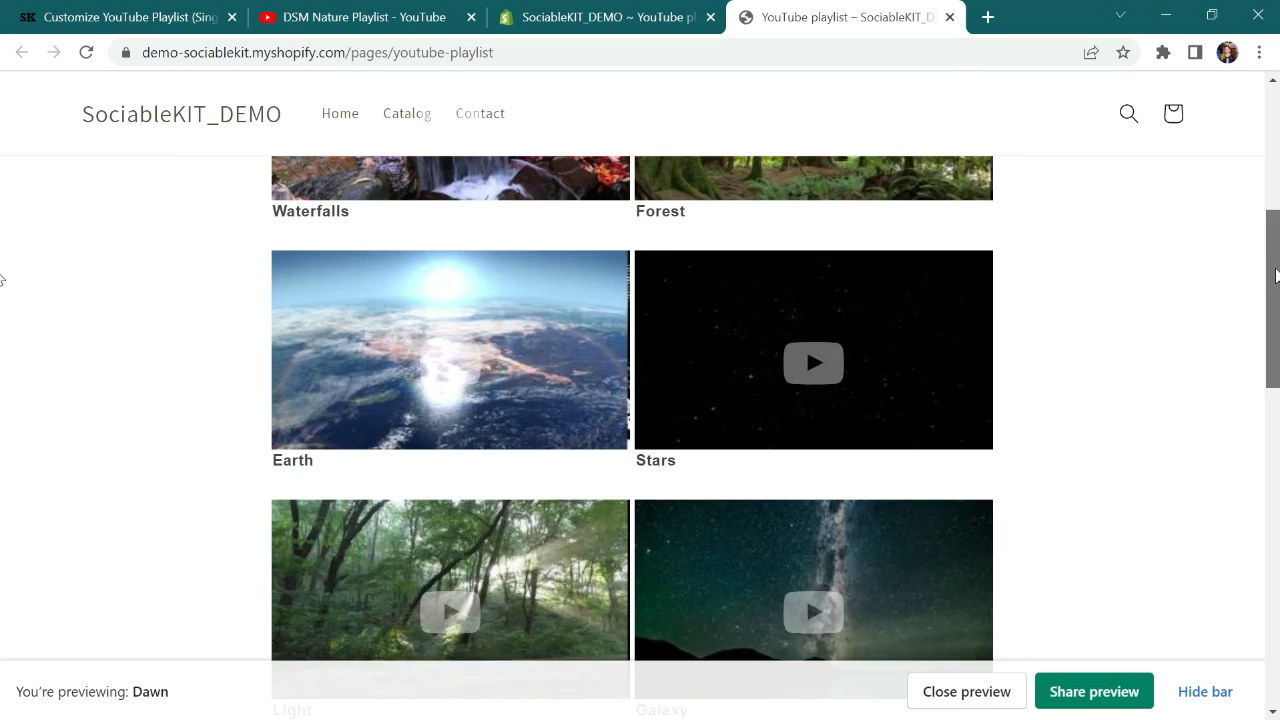 SK Customize YouTube Playlist (Sing
DSM Nature Playlist - YouTube
SociableKIT_DEMO ~ YouTube pl
YouTube playlist – SociableKIT_D
demo-sociablekit.myshopify.com/pages/youtube-playlist
SociableKIT_DEMO
Home
Catalog
Contact
Waterfalls
Forest
Earth
Stars
Light
Galaxy
You're previewing: Dawn
Close preview
Share preview
Hide bar